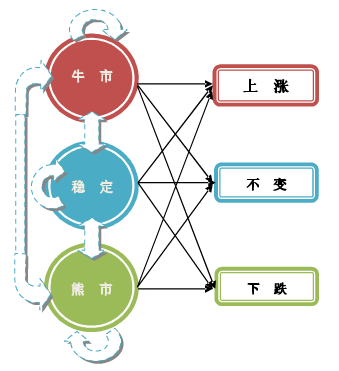 牛 市
上 涨
稳 定
不 变
熊 市
下 跌